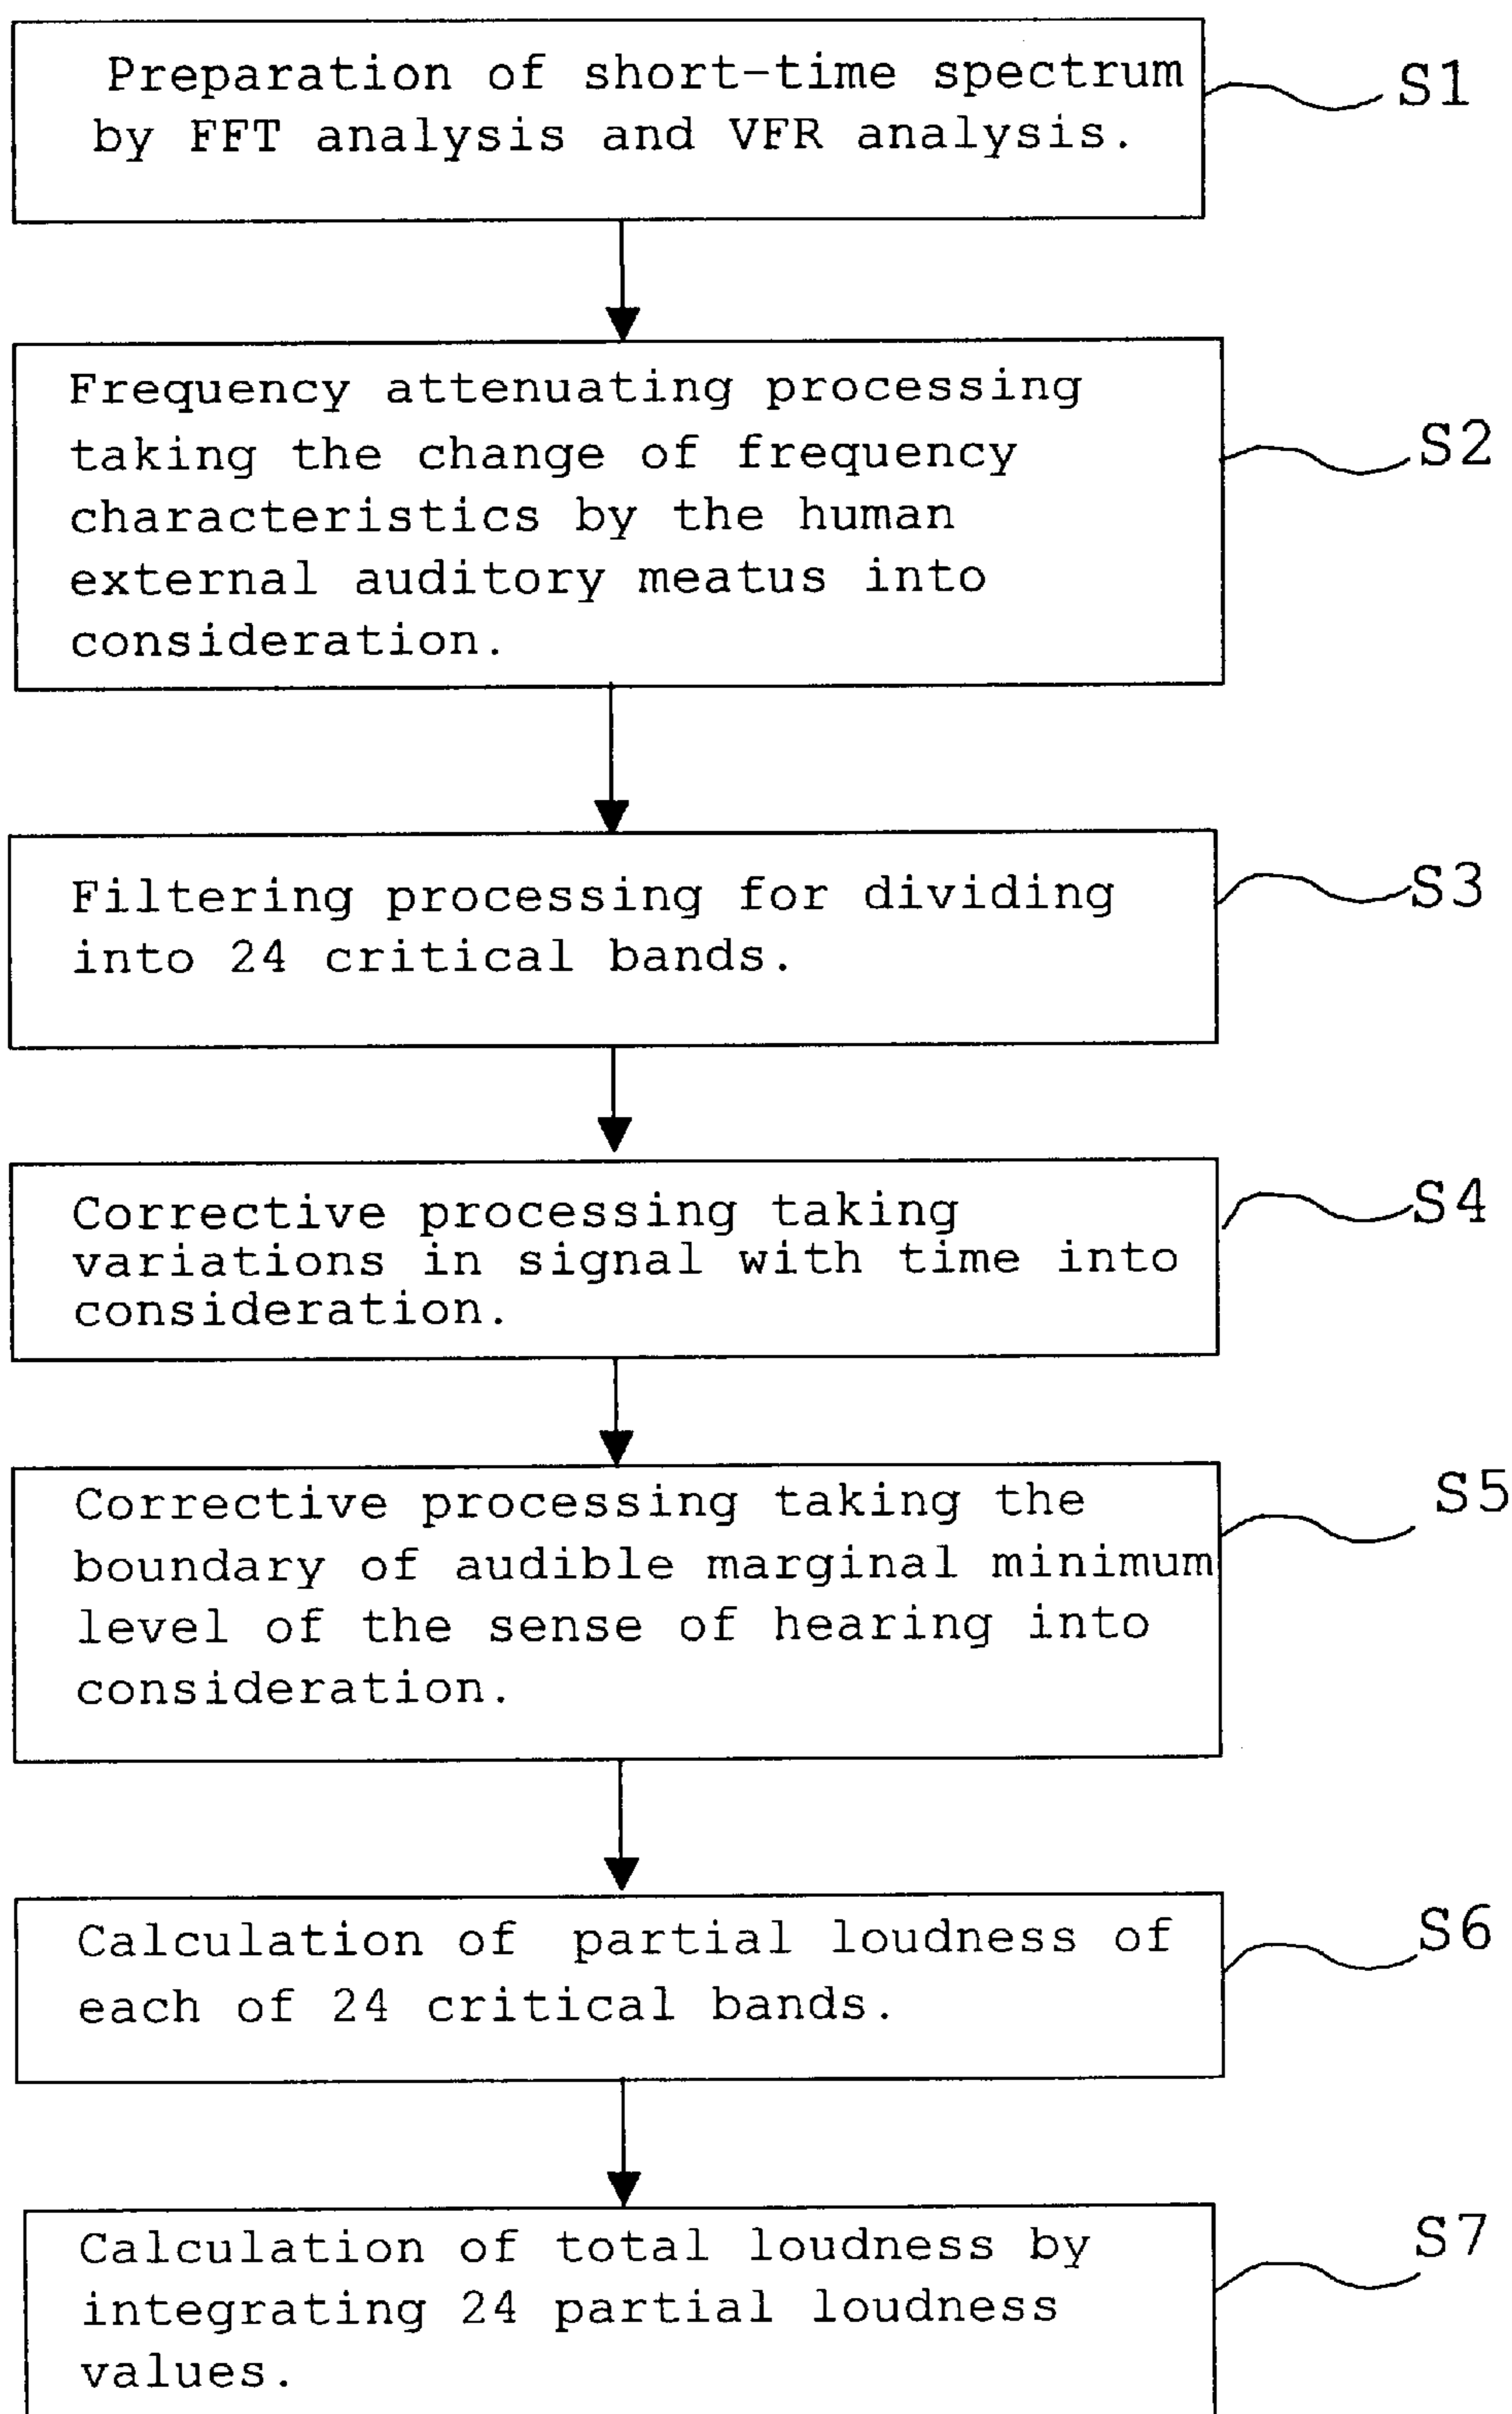 Preparation of short-time spectrum
by FFT analysis and VFR analysis.
S1
Frequency attenuating processing
taking the change of frequency
characteristics by the human
external auditory meatus into
consideration.
S2
Filtering processing for dividing
into 24 critical bands.
S3
Corrective processing taking
variations in signal with time into
consideration.
S4
Corrective processing taking the
boundary of audible marginal minimum
level of the sense of hearing into
consideration.
S5
Calculation of partial loudness of
each of 24 critical bands.
S6
Calculation of total loudness by
integrating 24 partial loudness
values.
S7